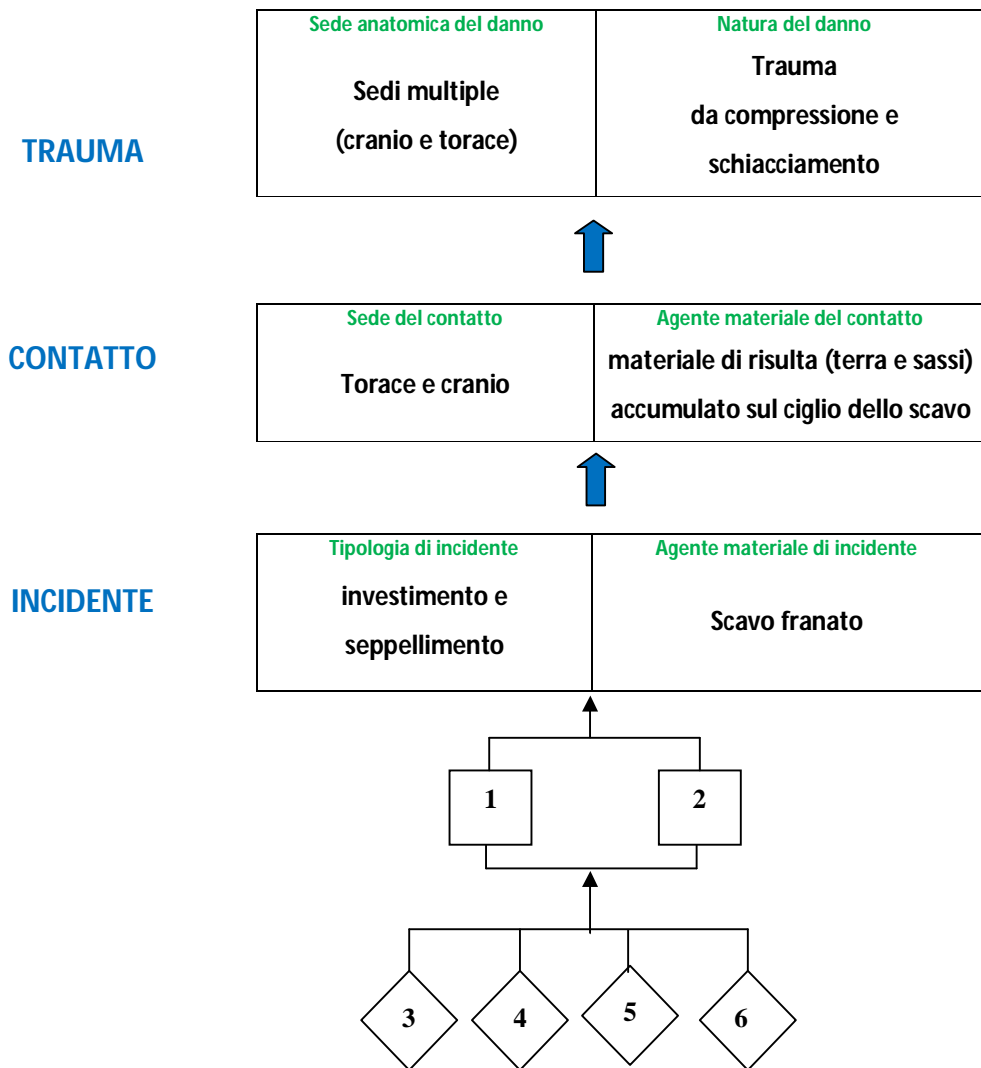 Sede anatomica del danno
Natura del danno
Sedi multiple
(cranio e torace)
Trauma
da compressione e
schiacciamento
TRAUMA
Sede del contatto
Agente materiale del contatto
CONTATTO
Torace e cranio
materiale di risulta (terra e sassi)
accumulato sul ciglio dello scavo
Tipologia di incidente
Agente materiale di incidente
INCIDENTE
investimento e
seppellimento
Scavo franato
1
2
3
4
5
6